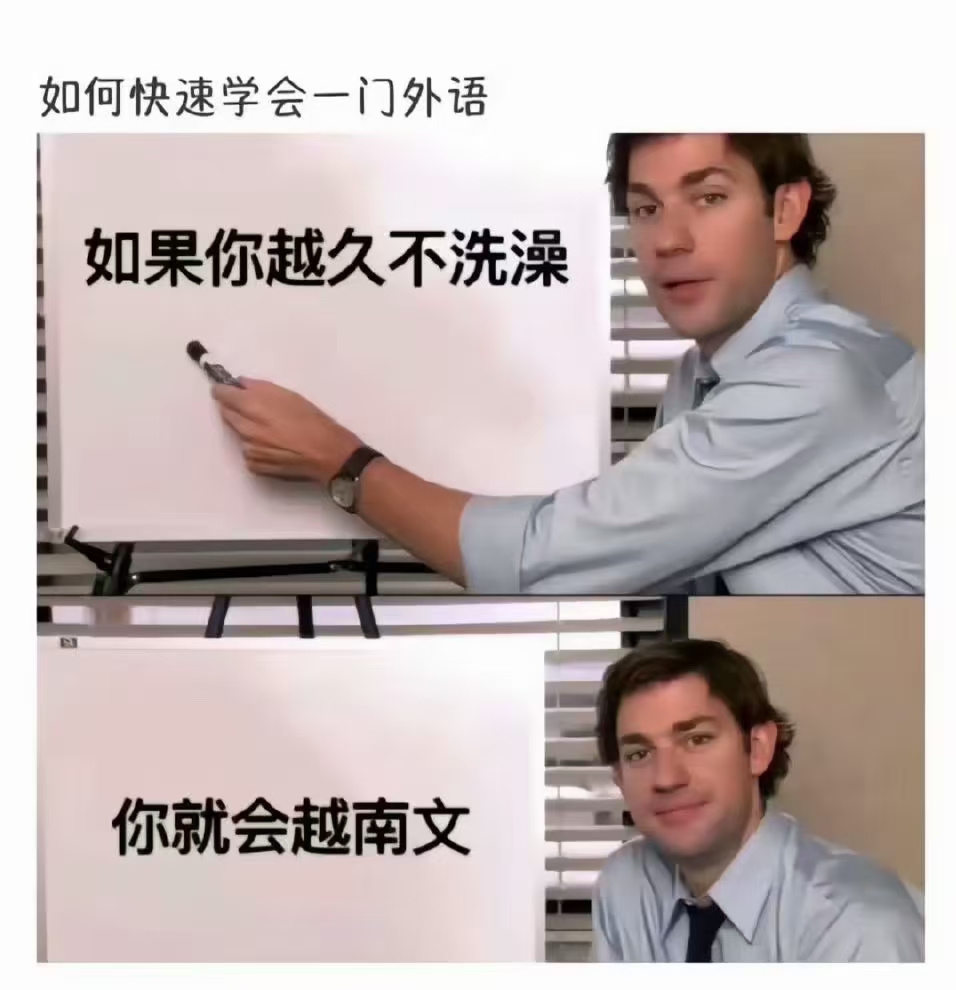 如何快速学会一门外语
如果你越久不洗澡
你就会越南文